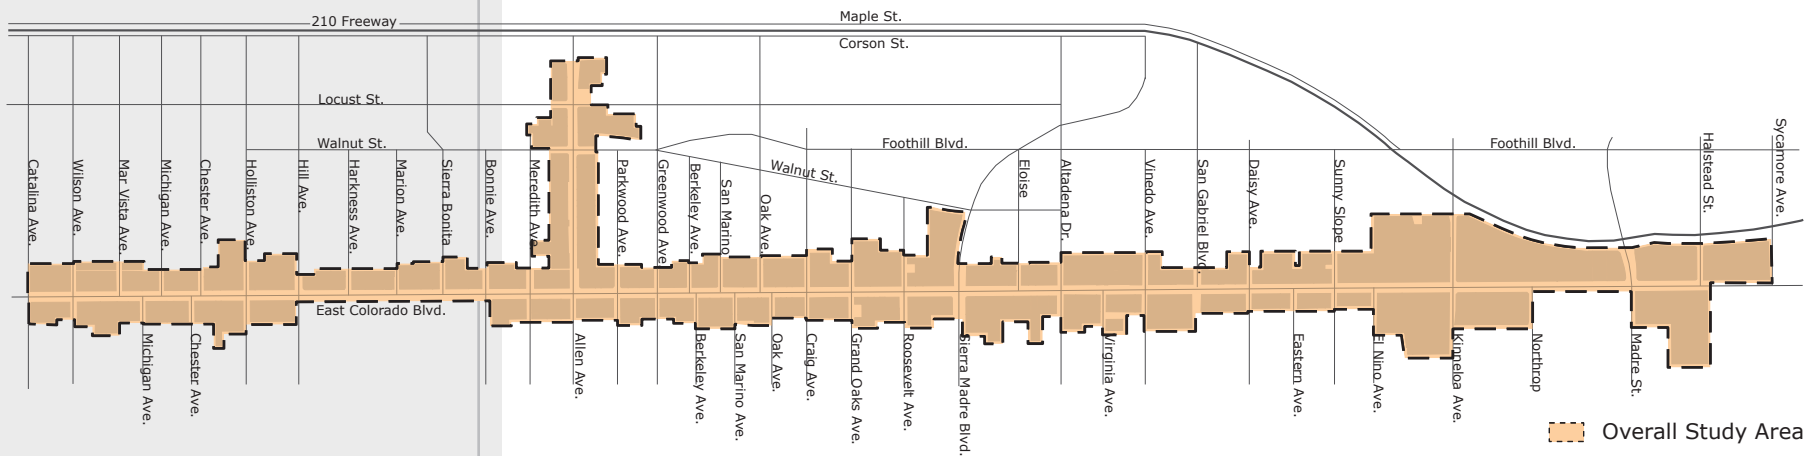 210 Freeway
Maple St.
Corson St.
Locust St.
Walnut St.
Foothill Blvd.
Foothill Blvd.
Walnut St.
Catalina Ave.
Wilson Ave.
Mar Vista Ave.
Michigan Ave.
Chester Ave.
Holliston Ave.
Hill Ave.
Harkness Ave.
Marion Ave.
Sierra Bonita
Bonnie Ave.
Meredith Ave.
Parkwood Ave.
Greenwood Ave.
Berkeley Ave.
San Marino
Oak Ave.
Eloise
Altadena Dr.
Vinedo Ave.
San Gabriel Blvd.
Daisy Ave.
Sunny Slope
Halstead St.
Sycamore Ave.
East Colorado Blvd.
Michigan Ave.
Chester Ave.
Allen Ave.
Berkeley Ave.
San Marino Ave.
Oak Ave.
Craig Ave.
Grand Oaks Ave.
Roosevelt Ave.
Sierra Madre Blvd.
Virginia Ave.
Eastern Ave.
El Nino Ave.
Kinneloa Ave.
Northrop
Madre St.
Overall Study Area